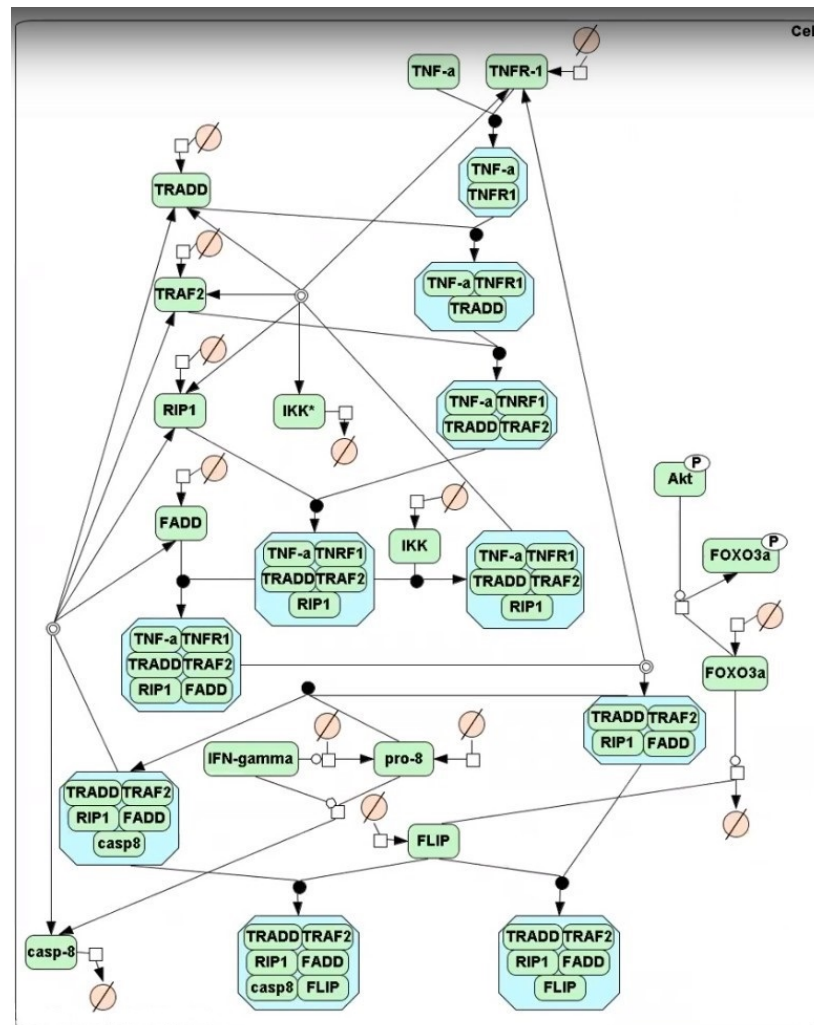 Cel
TNF-a TNFR-1
TNF-a
TNFR1
TRADD
TNF-a TNFR1
TRADD
TRAF2
TNF-a TNRF1
TRADD TRAF2
RIP1 IKK*
P
Akt
P
FOXO3a
FADD
IKK
TNF-a TNRF1
TRADD TRAF2
RIP1
TNF-a TNFR1
TRADD TRAF2
RIP1
TNF-a TNFR1
TRADD TRAF2
RIP1 FADD
FOXO3a
TRADD TRAF2
RIP1 FADD
IFN-gamma pro-8
TRADD TRAF2
RIP1 FADD
casp8
FLIP
casp-8
TRADD TRAF2
RIP1 FADD
casp8 FLIP
TRADD TRAF2
RIP1 FADD
FLIP